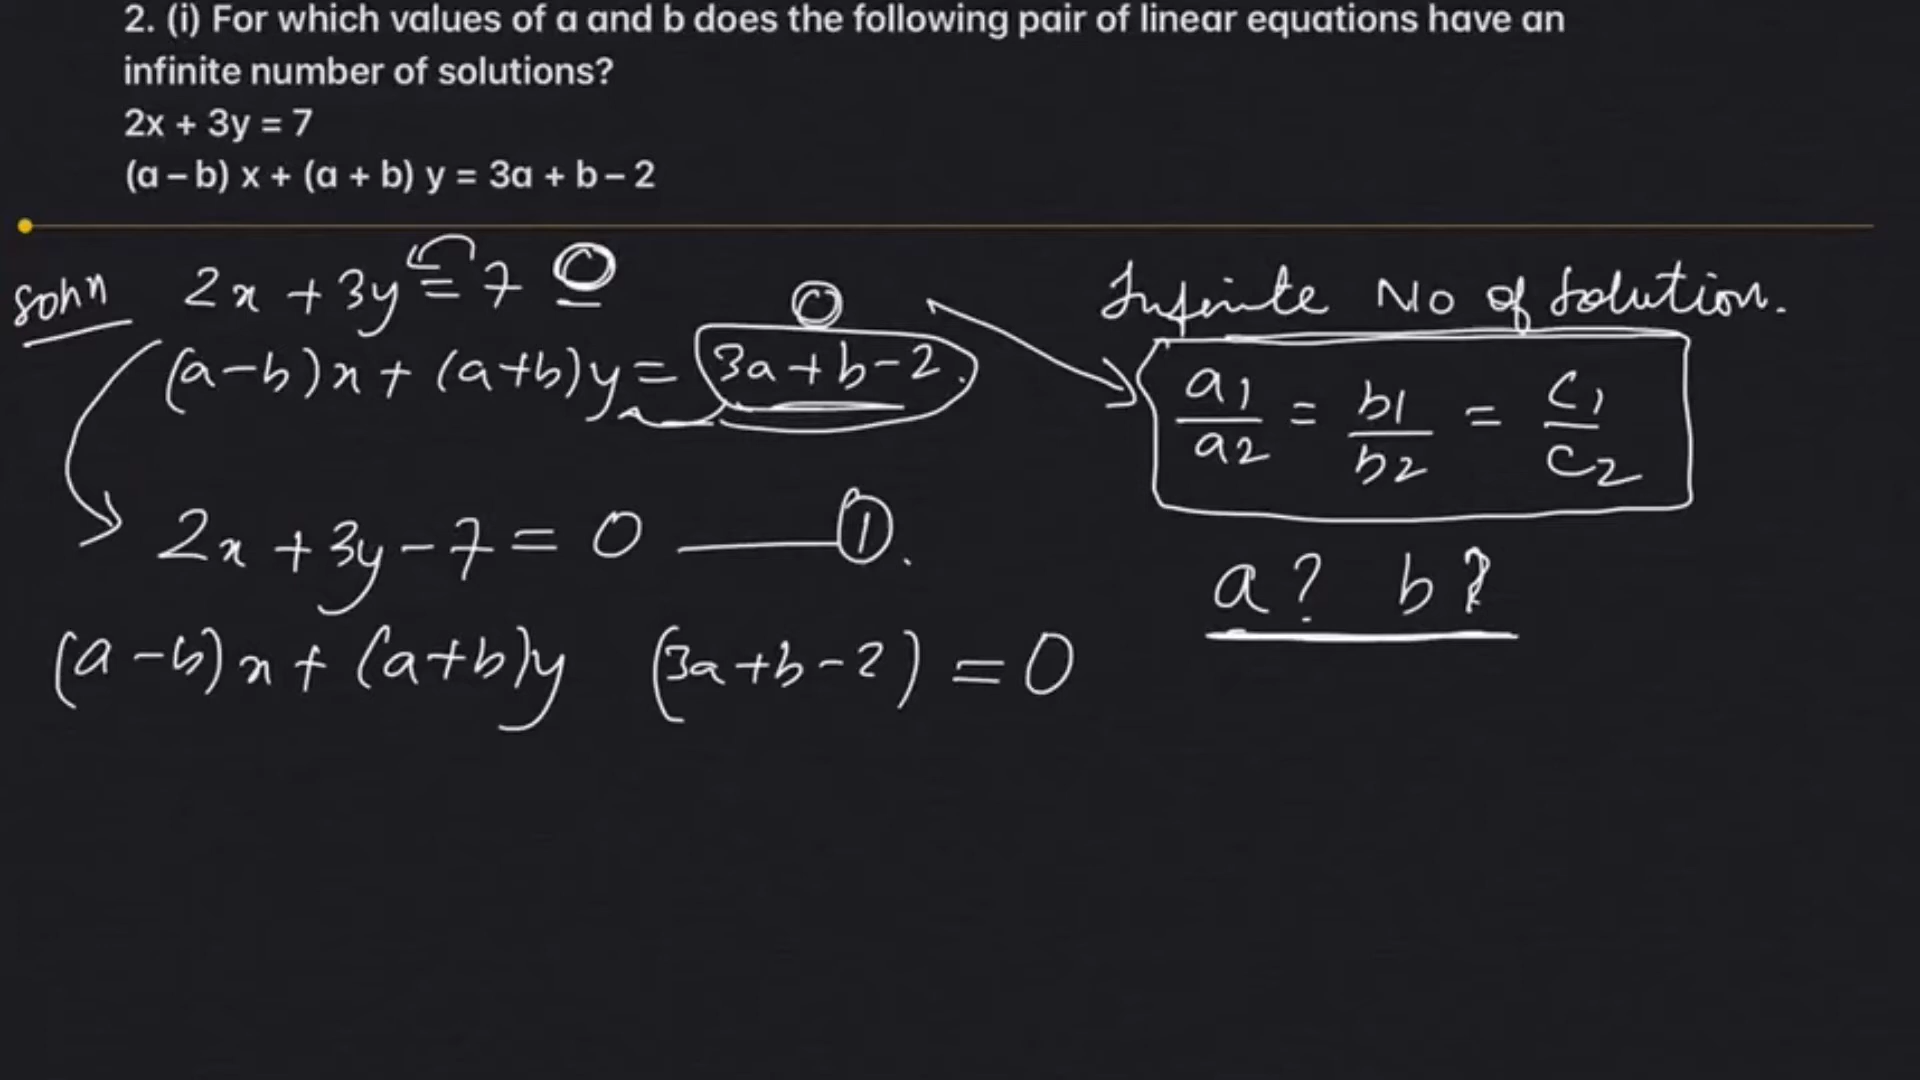 2. (i) For which values of a and b does the following pair of linear equations have an
infinite number of solutions?
2x + 3y = 7
(a – b) x + (a + b) y = 3a + b – 2
Soln 2x + 3y = 7 0
0
(a-b)x + (a+b)y = 3a+b-2.
Infinite No of Solution.
a1/a2 = b1/b2 = c1/c2
2x + 3y - 7 = 0 —— ①.
a? b?
(a-b)x + (a+b)y (3a+b-2) = 0